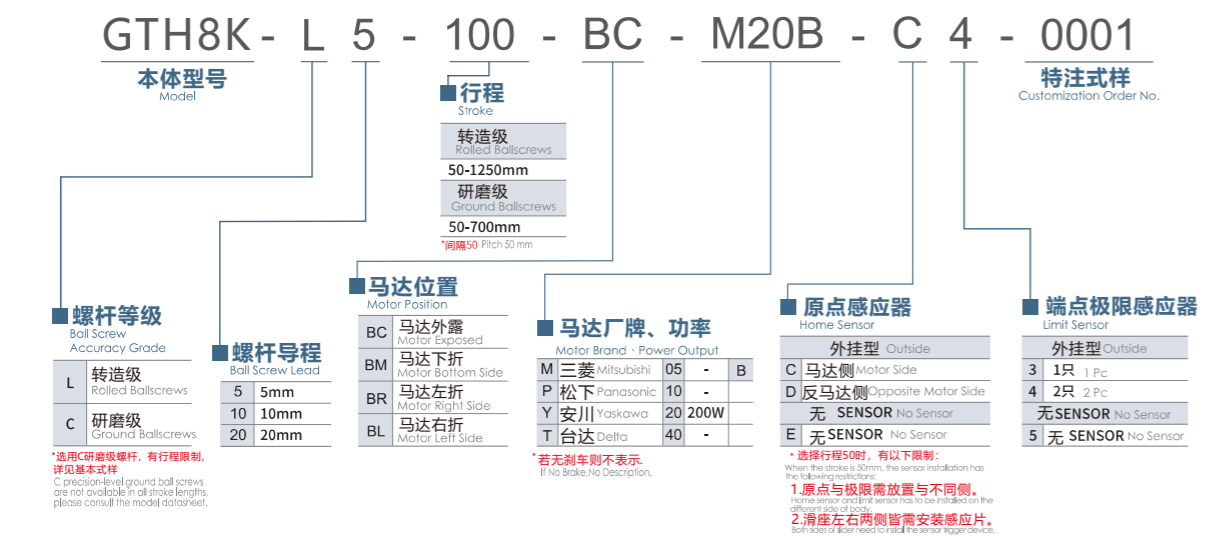 GTH8K - L 5 - 100 - BC - M20B - C 4 - 0001
本体型号
Model
特注式样
Customization Order No.
行程
Stroke
转造级
Rolled Ballscrews
50-1250mm
研磨级
Ground Ballscrews
50-700mm
*间隔50 Pitch 50 mm
螺杆等级
Ball Screw
Accuracy Grade
L 转造级
Rolled Ballscrews
C 研磨级
Ground Ballscrews
*选用C研磨级螺杆，有行程限制，
详见基本式样
C precision-level ground ball screws
are not available in all stroke lengths,
please consult the model datasheet.
螺杆导程
Ball Screw Lead
5 5mm
10 10mm
20 20mm
马达位置
Motor Position
BC 马达外露
Motor Exposed
BM 马达下折
Motor Bottom Side
BR 马达左折
Motor Right Side
BL 马达右折
Motor Left Side
马达厂牌、功率
Motor Brand、Power Output
M 三菱 Mitsubishi 05 - B
P 松下 Panasonic 10 -
Y 安川 Yaskawa 20 200W
T 台达 Delta 40 -
*若无刹车则不表示.
If No Brake,No Description.
原点感应器
Home Sensor
外挂型 Outside
C 马达侧 Motor Side
D 反马达侧 Opposite Motor Side
无 SENSOR No Sensor
E 无 SENSOR No Sensor
* 选择行程50时，有以下限制：
When the stroke is 50mm, the sensor installation has
the following restrictions:
1.原点与极限需放置与不同侧。
Home sensor and limit sensor has to be installed on the
different side of body.
2.滑座左右两侧皆需安装感应片。
Both sides of slider need to install the sensor trigger device.
端点极限感应器
Limit Sensor
外挂型 Outside
3 1只 1 Pc
4 2只 2 Pc
无SENSOR No Sensor
5 无 SENSOR No Sensor